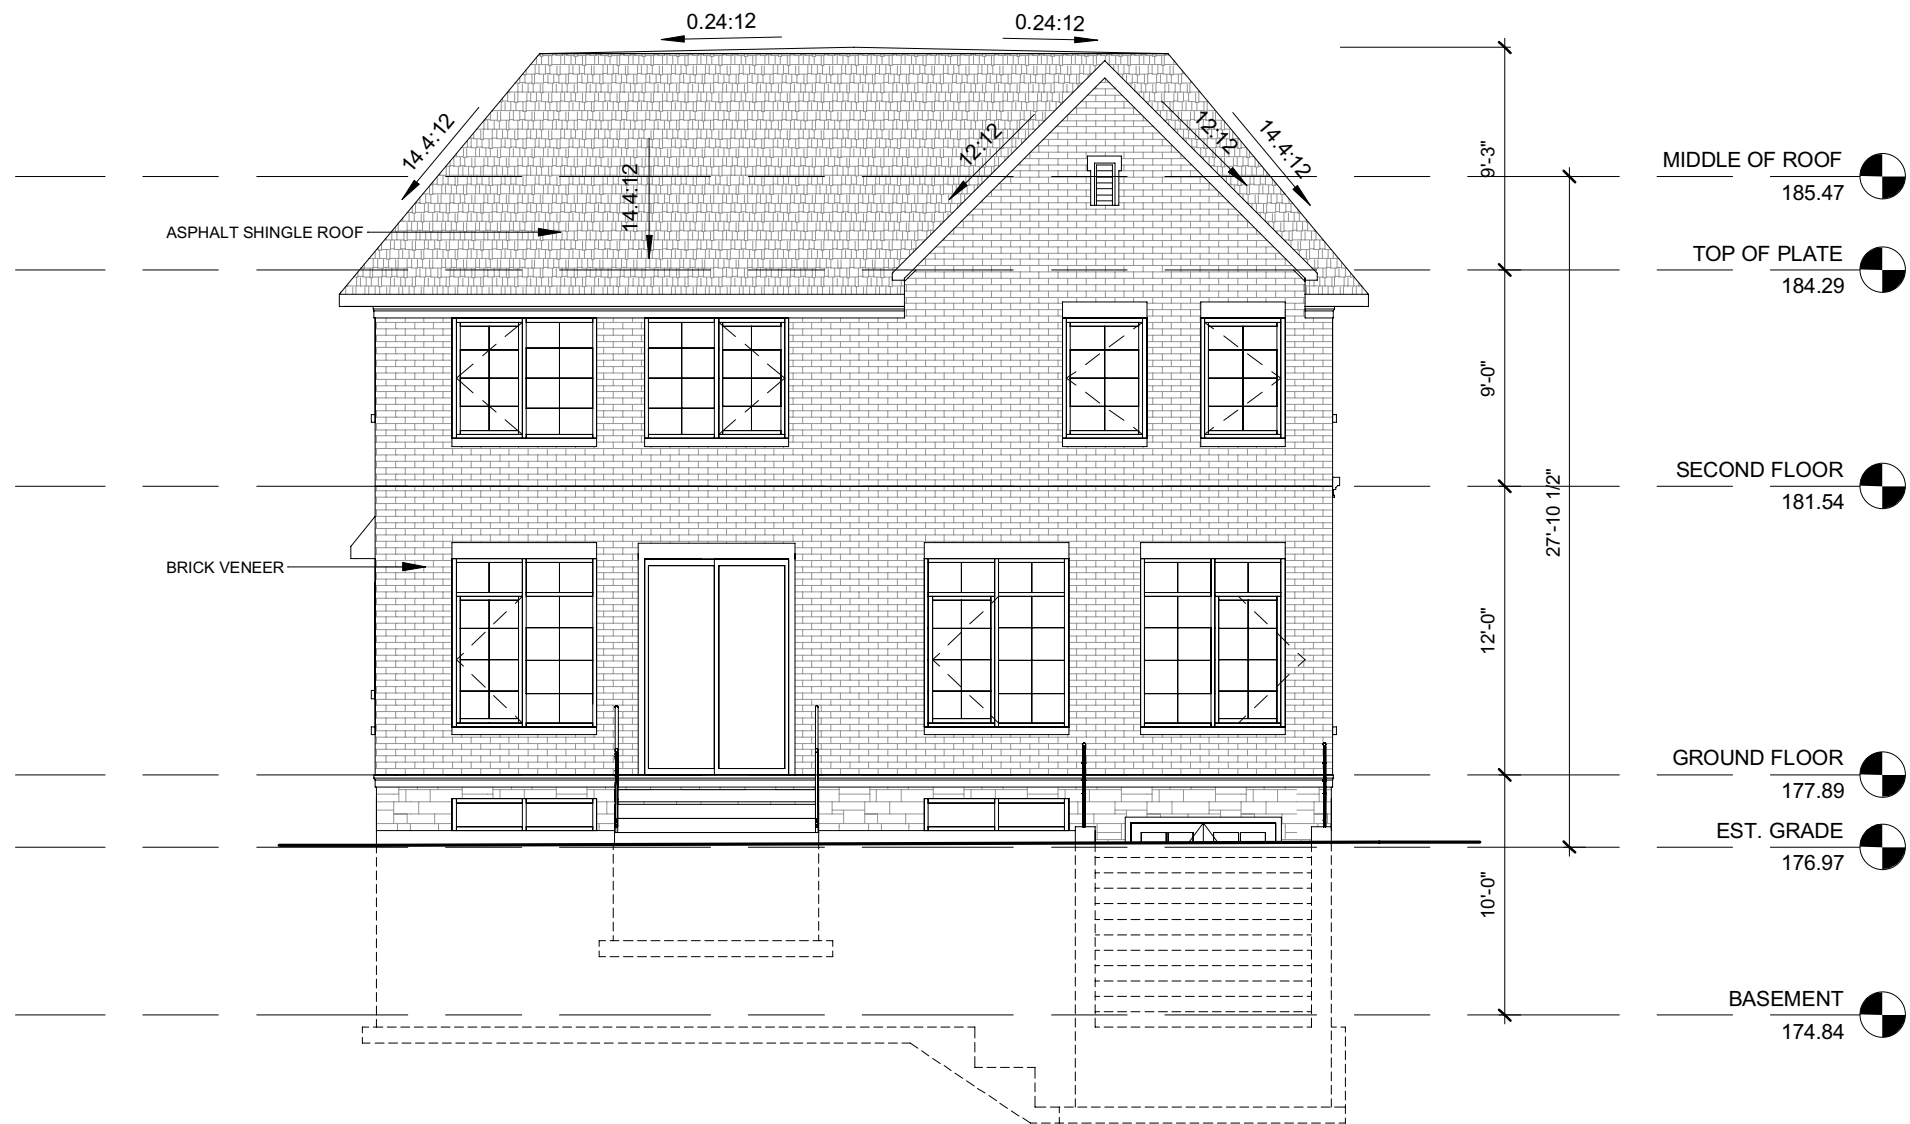 0.24:12
0.24:12
14.4:12
14.4:12
12:12
12:12
14.4:12
9'-3"
MIDDLE OF ROOF
185.47
ASPHALT SHINGLE ROOF
TOP OF PLATE
184.29
9'-0"
SECOND FLOOR
181.54
27'-10 1/2"
BRICK VENEER
12'-0"
GROUND FLOOR
177.89
EST. GRADE
176.97
10'-0"
BASEMENT
174.84